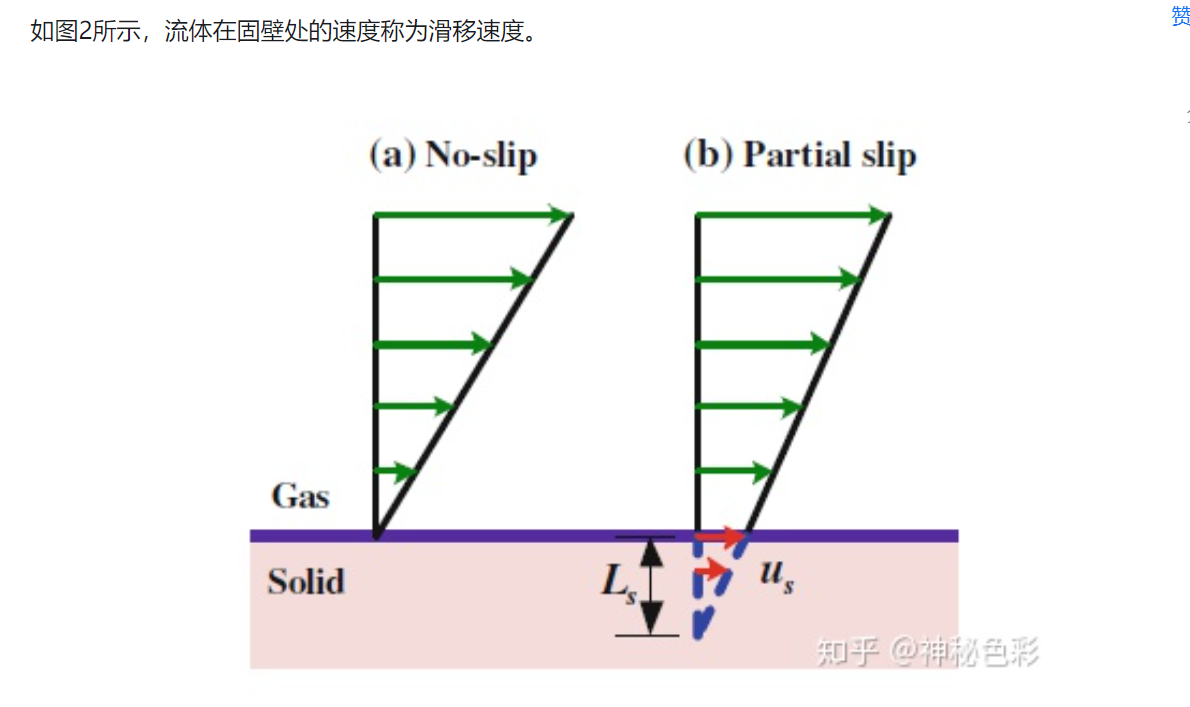 如图2所示，流体在固壁处的速度称为滑移速度。
赞
(a) No-slip
(b) Partial slip
Gas
Solid
Ls
us
知乎 @神秘色彩